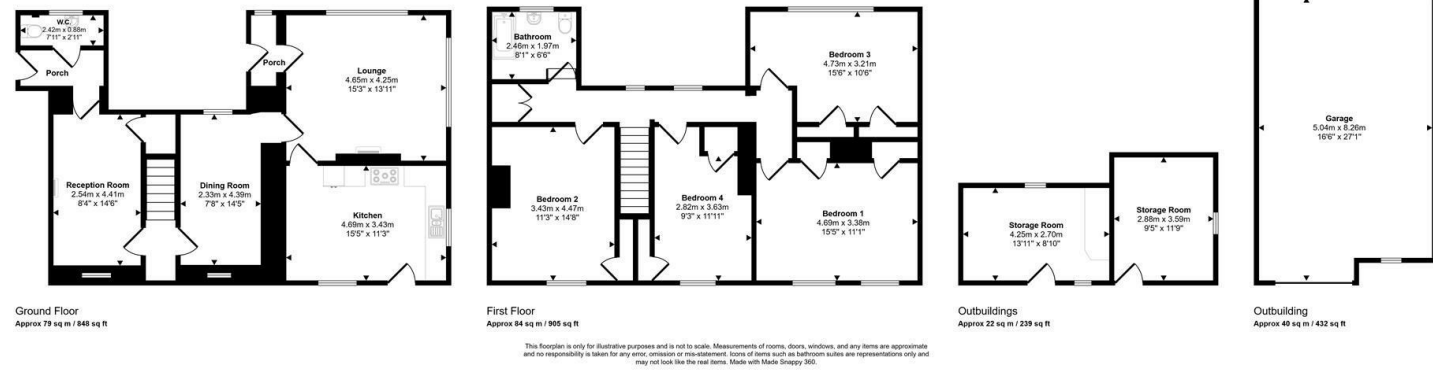 W.C.
2.42m x 0.88m
7'11" x 2'11"
Porch
Porch
Lounge
4.65m x 4.25m
15'3" x 13'11"
Reception Room
2.54m x 4.41m
8'4" x 14'6"
Dining Room
2.33m x 4.39m
7'8" x 14'5"
Kitchen
4.69m x 3.43m
15'5" x 11'3"
Ground Floor
Approx 79 sq m / 848 sq ft
Bathroom
2.46m x 1.97m
8'1" x 6'6"
Bedroom 3
4.73m x 3.21m
15'6" x 10'6"
Bedroom 2
3.43m x 4.47m
11'3" x 14'8"
Bedroom 4
2.82m x 3.63m
9'3" x 11'11"
Bedroom 1
4.69m x 3.38m
15'5" x 11'1"
First Floor
Approx 84 sq m / 905 sq ft
Storage Room
4.25m x 2.70m
13'11" x 8'10"
Storage Room
2.88m x 3.59m
9'5" x 11'9"
Outbuildings
Approx 22 sq m / 239 sq ft
Garage
5.04m x 8.26m
16'6" x 27'1"
Outbuilding
Approx 40 sq m / 432 sq ft
This floorplan is only for illustrative purposes and is not to scale. Measurements of rooms, doors, windows, and any items are approximate
and no responsibility is taken for any error, omission or mis-statement. Icons of items such as bathroom suites are representations only and
may not look like the real items. Made with Made Snappy 360.